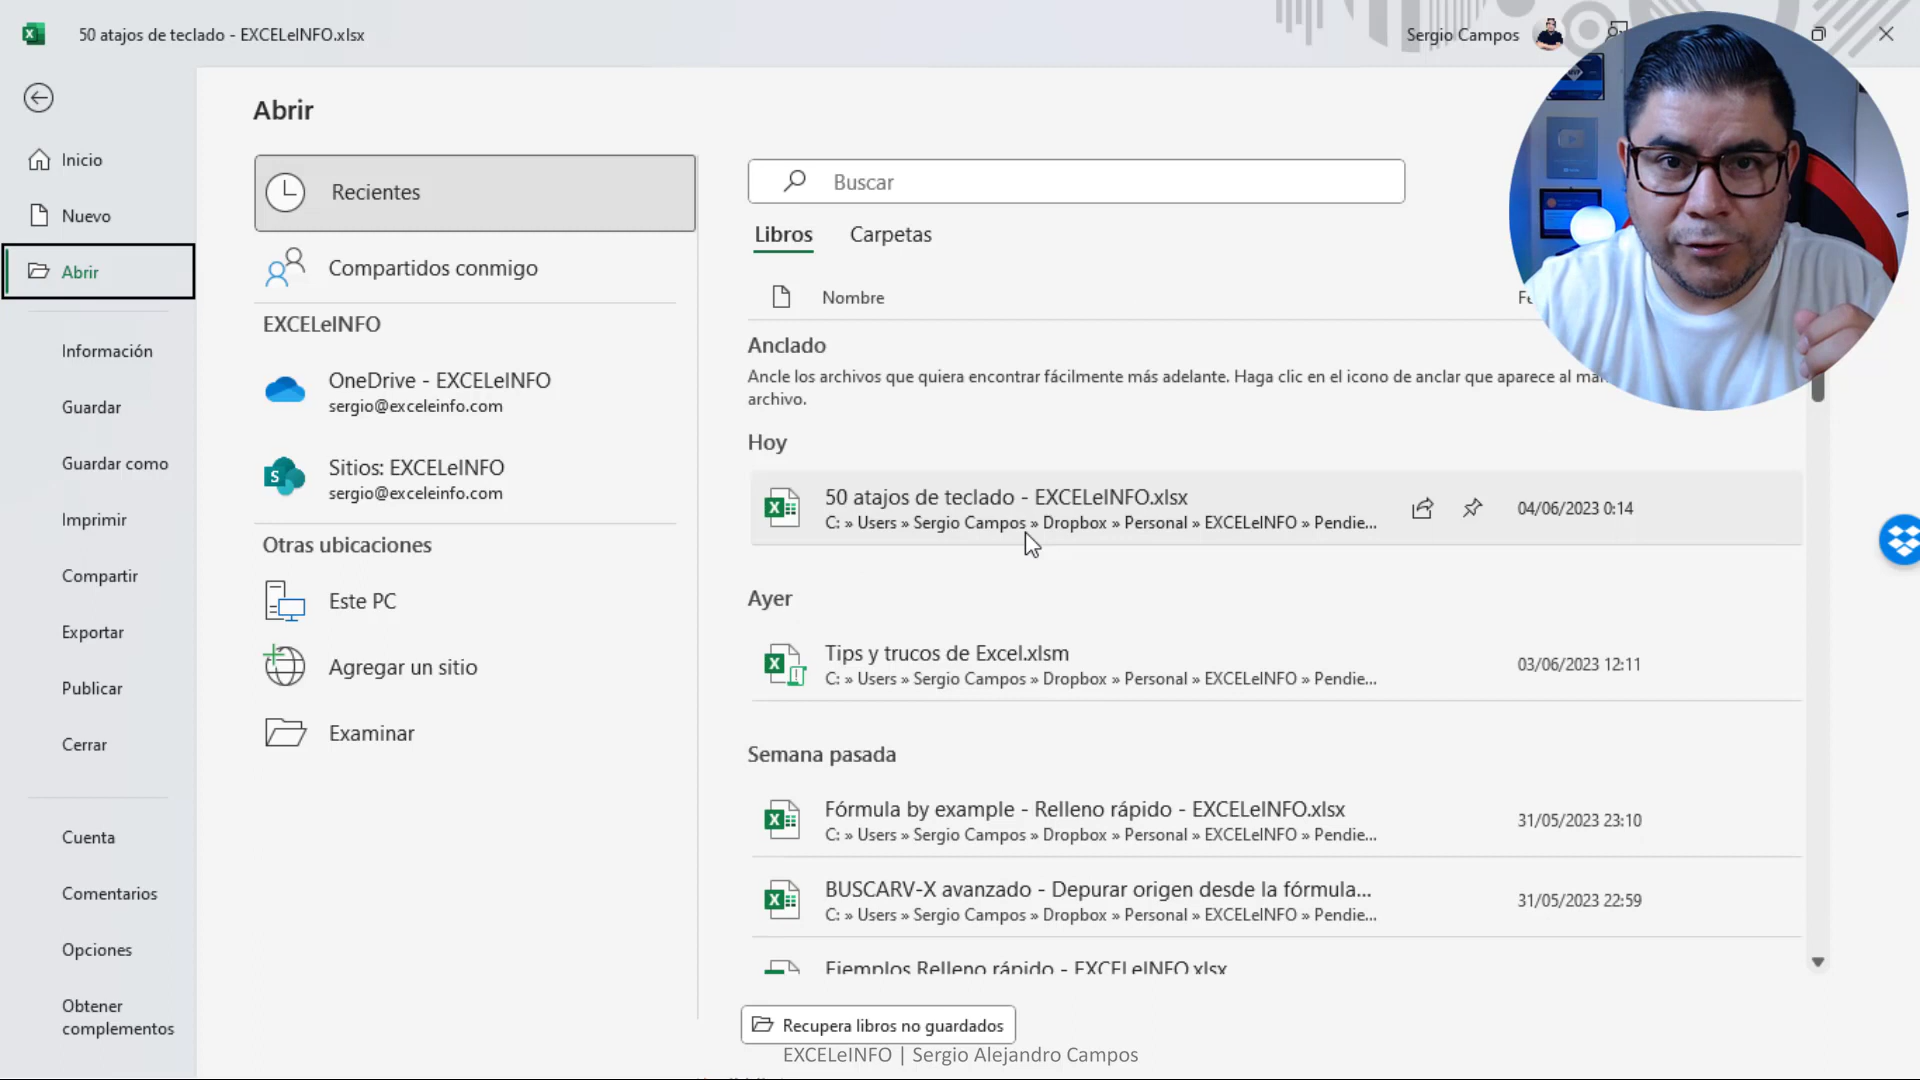 50 atajos de teclado - EXCELeINFO.xlsx
Sergio Campos
Inicio
Nuevo
Abrir
Información
Guardar
Guardar como
Imprimir
Compartir
Exportar
Publicar
Cerrar
Cuenta
Comentarios
Opciones
Obtener
complementos
Abrir
Recientes
Compartidos conmigo
EXCELeINFO
OneDrive - EXCELeINFO
sergio@exceleinfo.com
Sitios: EXCELeINFO
sergio@exceleinfo.com
Otras ubicaciones
Este PC
Agregar un sitio
Examinar
Buscar
Libros
Carpetas
Nombre
Anclado
Ancle los archivos que quiera encontrar fácilmente más adelante. Haga clic en el icono de anclar que aparece al
archivo.
Hoy
50 atajos de teclado - EXCELeINFO.xlsx
C: » Users » Sergio Campos » Dropbox » Personal » EXCELeINFO » Pendie...
04/06/2023 0:14
Ayer
Tips y trucos de Excel.xlsm
C: » Users » Sergio Campos » Dropbox » Personal » EXCELeINFO » Pendie...
03/06/2023 12:11
Semana pasada
Fórmula by example - Relleno rápido - EXCELeINFO.xlsx
C: » Users » Sergio Campos » Dropbox » Personal » EXCELeINFO » Pendie...
31/05/2023 23:10
BUSCARV-X avanzado - Depurar origen desde la fórmula...
C: » Users » Sergio Campos » Dropbox » Personal » EXCELeINFO » Pendie...
31/05/2023 22:59
Ejemplos Relleno rápido - EXCELeINFO.xlsx
Recupera libros no guardados
EXCELeINFO | Sergio Alejandro Campos